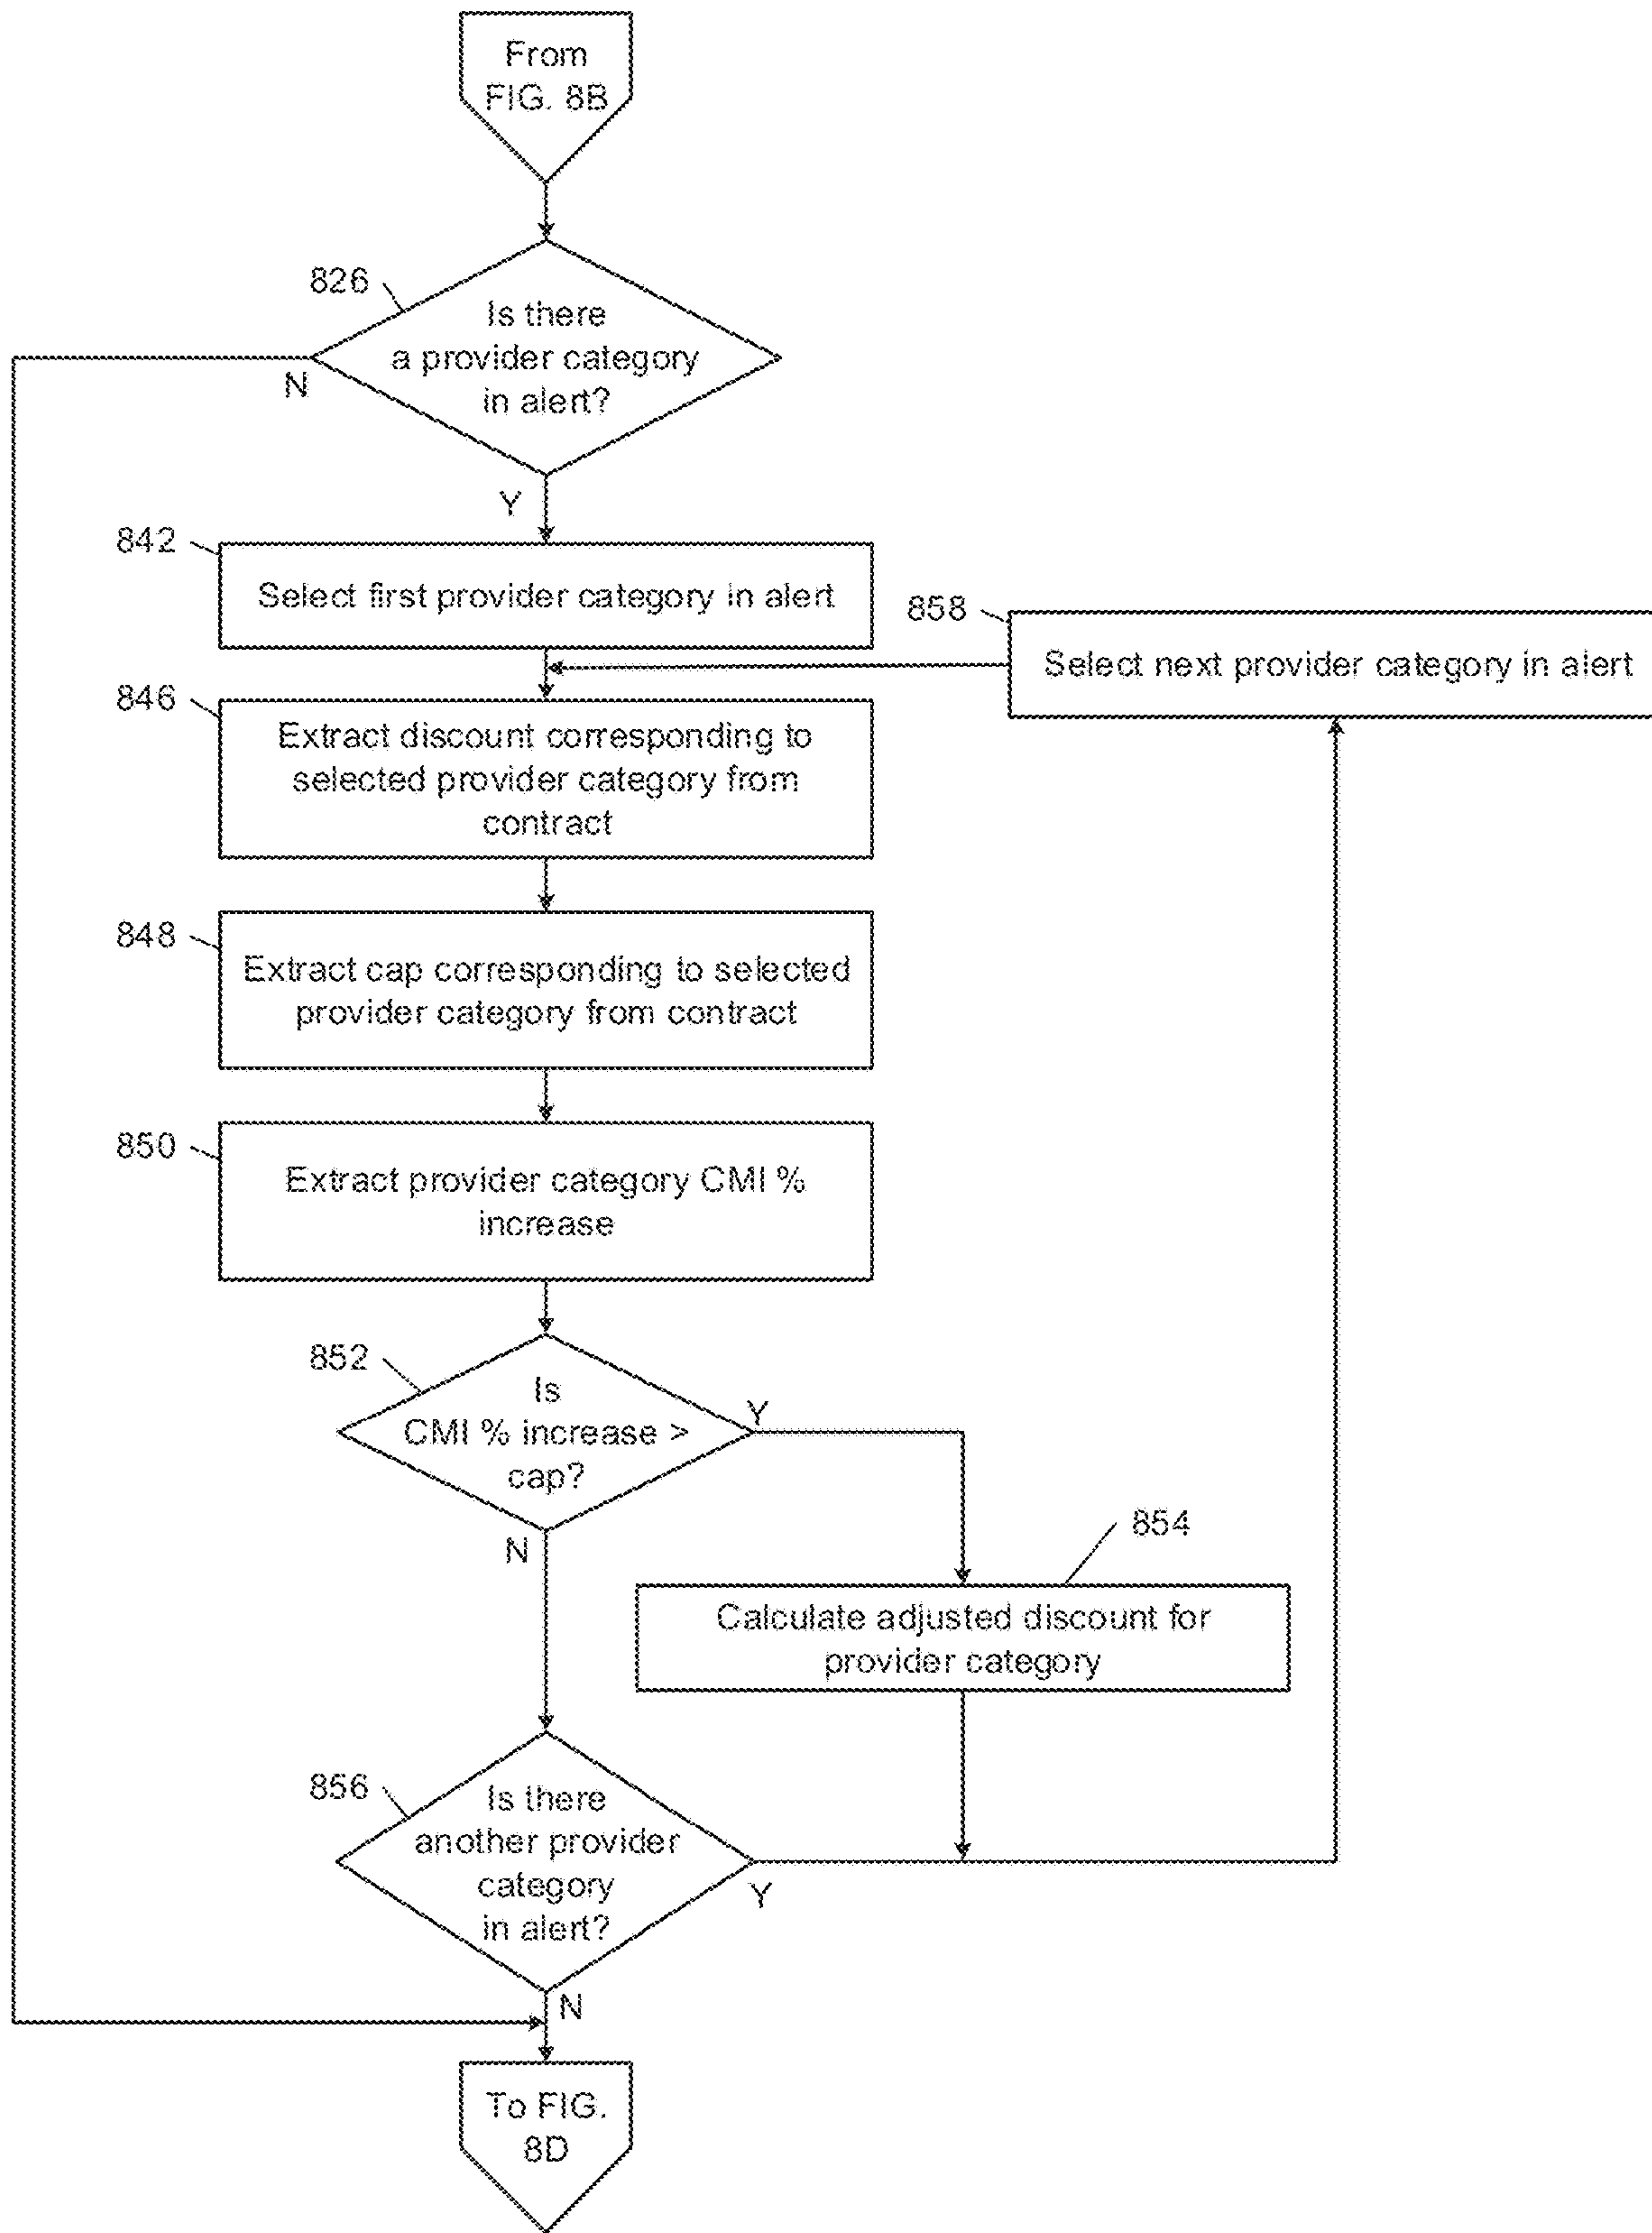 From
FIG. 8B
826
Is there
a provider category
in alert?
N
Y
842
Select first provider category in alert
858
Select next provider category in alert
846
Extract discount corresponding to
selected provider category from
contract
848
Extract cap corresponding to selected
provider category from contract
850
Extract provider category CMI %
increase
852
Is
CMI % increase >
cap?
Y
N
854
Calculate adjusted discount for
provider category
856
Is there
another provider
category
in alert?
Y
N
To FIG.
8D